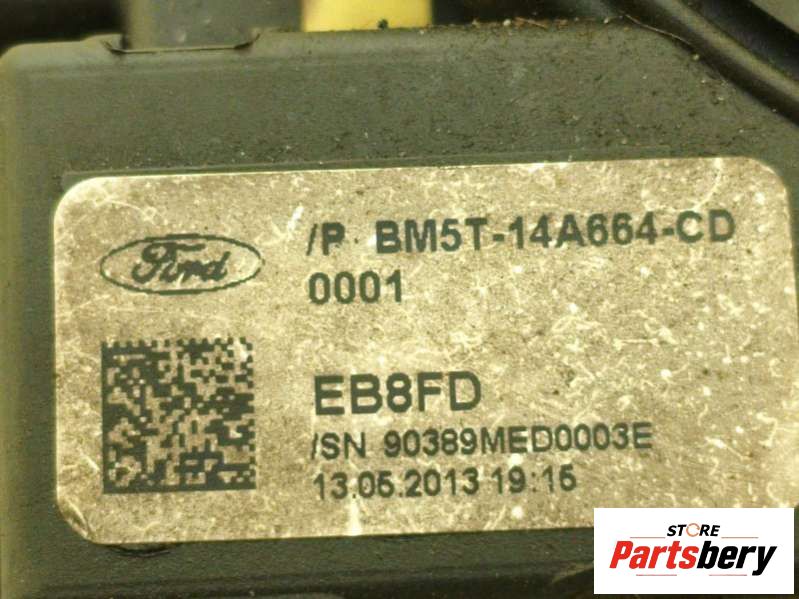 Ford
/P BM5T-14A664-CD
0001
EB8FD
/SN 90389MED0003E
13.05.2013 19:15
STORE
Partsbery